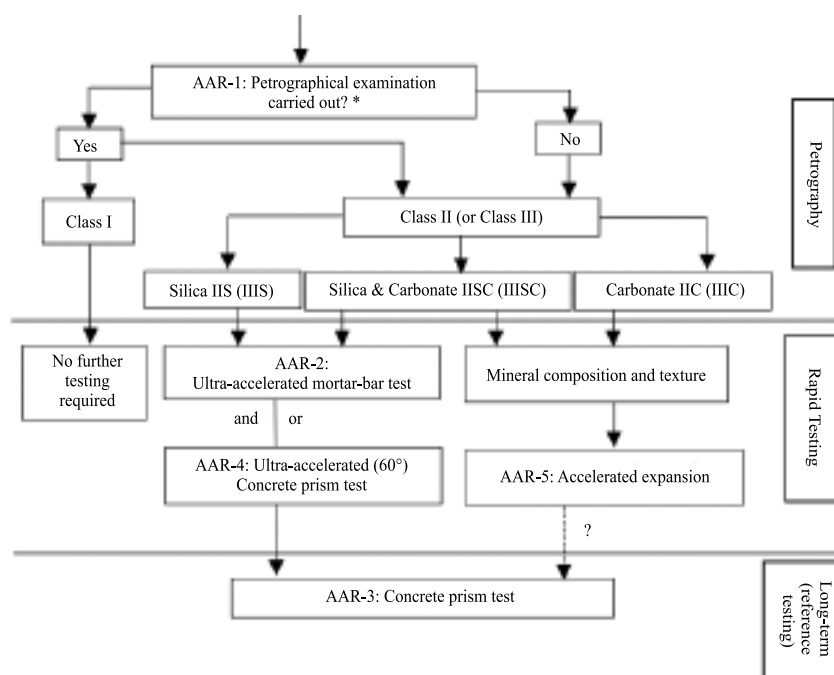 AAR-1: Petrographical examination
carried out? *
Yes
No
Class I
Class II (or Class III)
Petrography
Silica IIS (IIIS)
Silica & Carbonate IISC (IIISC)
Carbonate IIC (IIIC)
No further
testing
required
AAR-2:
Ultra-accelerated mortar-bar test
Mineral composition and texture
Rapid Testing
and or
AAR-4: Ultra-accelerated (60°)
Concrete prism test
AAR-5: Accelerated expansion
?
AAR-3: Concrete prism test
Long-term
(reference
testing)